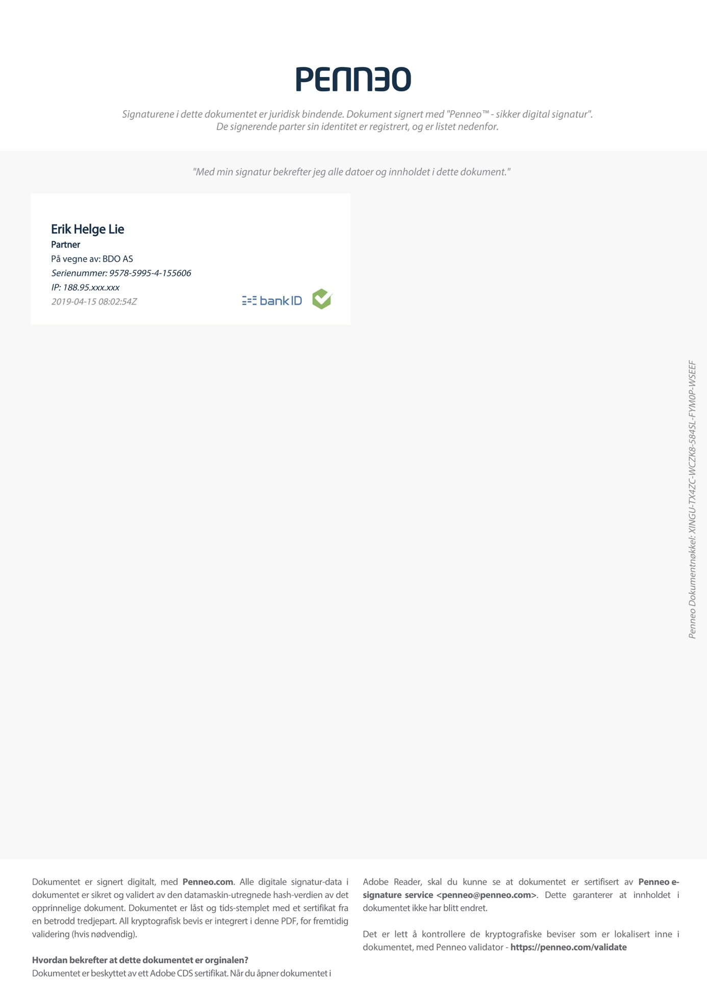 PENNEO
Signaturene i dette dokumentet er juridisk bindende. Dokument signert med "Penneo™ - sikker digital signatur".
De signerende parter sin identitet er registrert, og er listet nedenfor.
"Med min signatur bekrefter jeg alle datoer og innholdet i dette dokument."
Erik Helge Lie
Partner
På vegne av: BDO AS
Serienummer: 9578-5995-4-155606
IP: 188.95.xxx.xxx
2019-04-15 08:02:54Z
bankID
Penneo Dokumentnøkkel: XINGU-TX4ZC-WCZK8-584SL-FYM0P-WSEEF
Dokumentet er signert digitalt, med Penneo.com. Alle digitale signatur-data i
dokumentet er sikret og validert av den datamaskin-utregnede hash-verdien av det
opprinnelige dokument. Dokumentet er låst og tids-stemplet med et sertifikat fra
en betrodd tredjepart. All kryptografisk bevis er integrert i denne PDF, for fremtidig
validering (hvis nødvendig).
Hvordan bekrefter at dette dokumentet er orginalen?
Dokumentet er beskyttet av ett Adobe CDS sertifikat. Når du åpner dokumentet i
Adobe Reader, skal du kunne se at dokumentet er sertifisert av Penneo e-
signature service <penneo@penneo.com>. Dette garanterer at innholdet i
dokumentet ikke har blitt endret.
Det er lett å kontrollere de kryptografiske beviser som er lokalisert inne i
dokumentet, med Penneo validator - https://penneo.com/validate